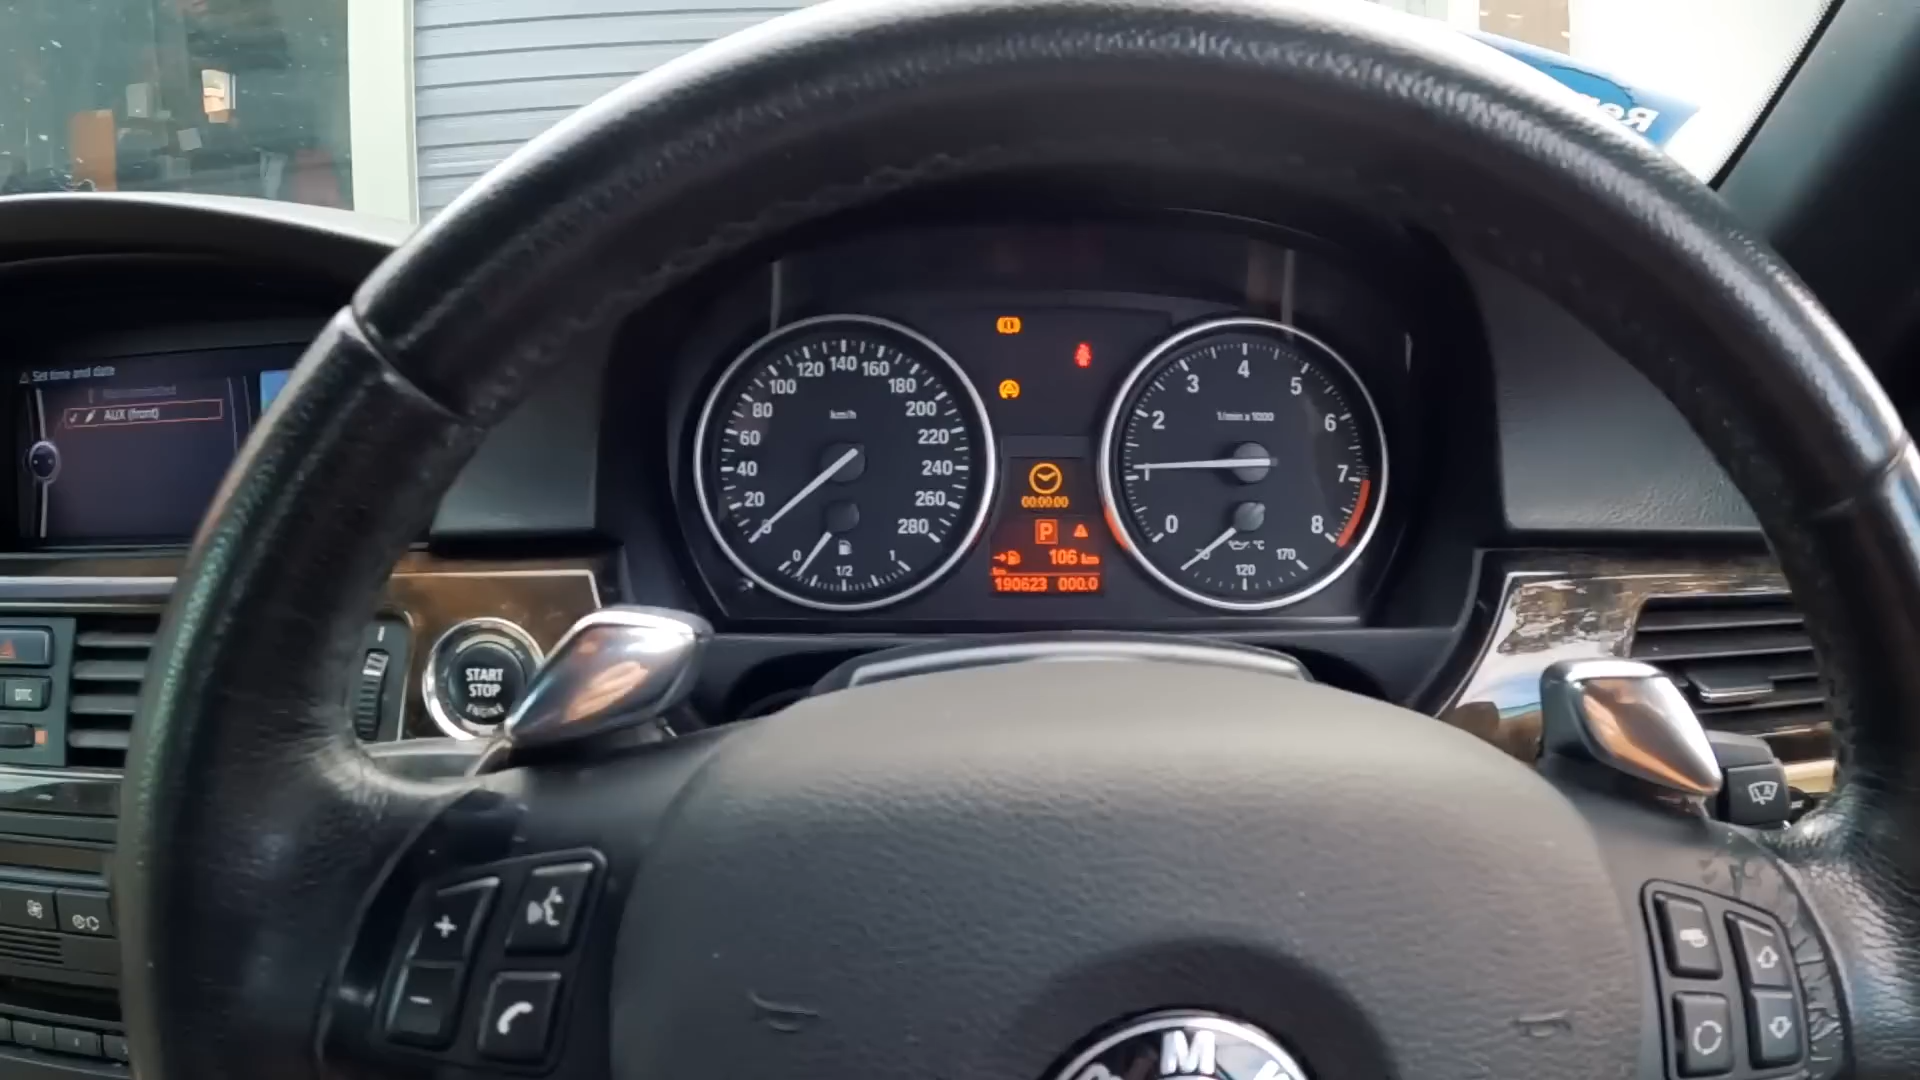 Set time and date
AUX (front)
km/h
0
20
40
60
80
100
120
140
160
180
200
220
240
260
280
0
1/2
1
00:00:00
P
106 km
km
190623 000.0
1/min x 1000
0
1
2
3
4
5
6
7
8
°C
70
120
170
START
STOP
ENGINE
DTC
+
−
A
M